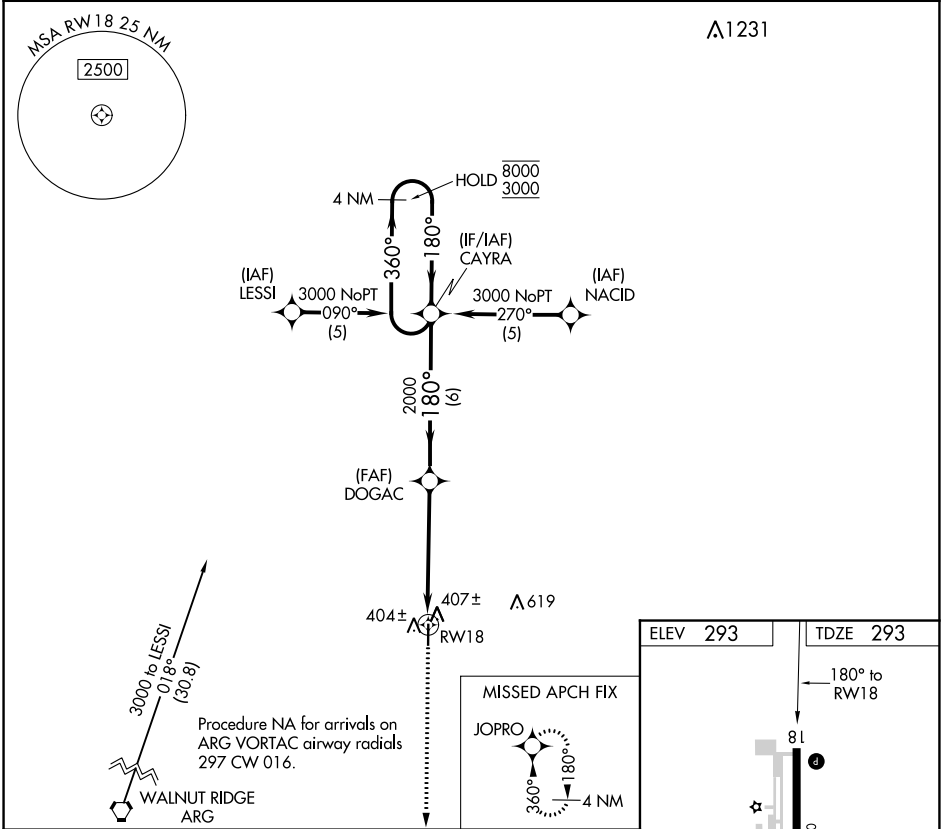 MSA RW18 25 NM
2500
1231
HOLD 8000
3000
4 NM
360°
180°
(IF/IAF)
CAYRA
(IAF)
LESSI
3000 NoPT
090°
(5)
3000 NoPT
270°
(5)
(IAF)
NACID
2000
180°
(6)
(FAF)
DOGAC
404±
407±
619
RW18
3000 to LESSI
018°
(30.8)
Procedure NA for arrivals on
ARG VORTAC airway radials
297 CW 016.
WALNUT RIDGE
ARG
MISSED APCH FIX
JOPRO
360°
180°
4 NM
ELEV 293
TDZE 293
180° to
RW18
18
P